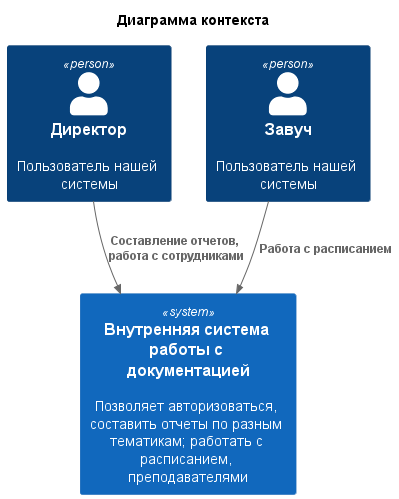 Диаграмма контекста
«person»
Директор
Пользователь нашей
системы
«person»
Завуч
Пользователь нашей
системы
Составление отчетов,
работа с сотрудниками
Работа с расписанием
«system»
Внутренняя система
работы с
документацией
Позволяет авторизоваться,
составить отчеты по разным
тематикам; работать с
расписанием,
преподавателями